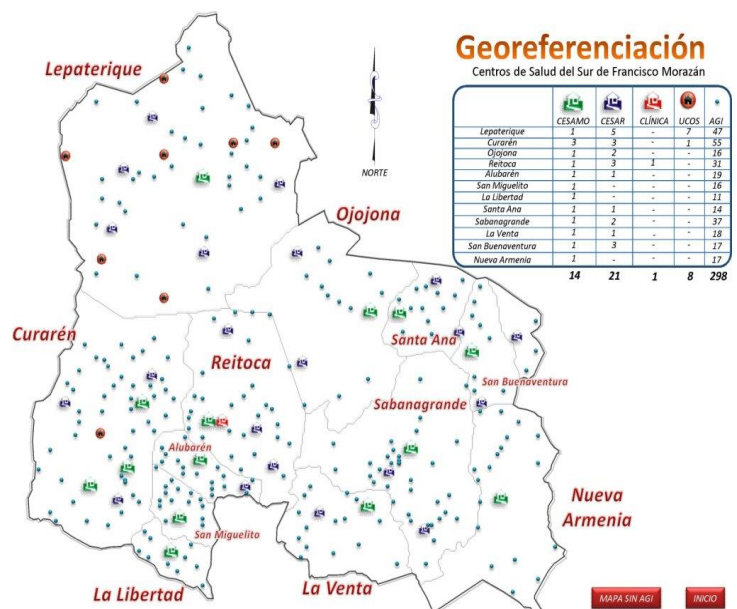 Georeferenciación
Centros de Salud del Sur de Francisco Morazán
CESAMO CESAR CLÍNICA UCOS AGI
Lepaterique 1 5 - 7 47
Curarén 3 3 - 1 55
Ojojona 1 2 - - 16
Reitoca 1 3 1 - 31
Alubarén 1 1 - - 19
San Miguelito 1 - - - 16
La Libertad 1 - - - 11
Santa Ana 1 1 - - 14
Sabanagrande 1 2 - - 37
La Venta 1 1 - - 18
San Buenaventura 1 3 - - 17
Nueva Armenia 1 - - - 17
14 21 1 8 298
NORTE
Lepaterique
Ojojona
Curarén
Reitoca
Santa Ana
San Buenaventura
Sabanagrande
Alubarén
Nueva
Armenia
San Miguelito
La Libertad
La Venta
MAPA SIN AGI
INICIO